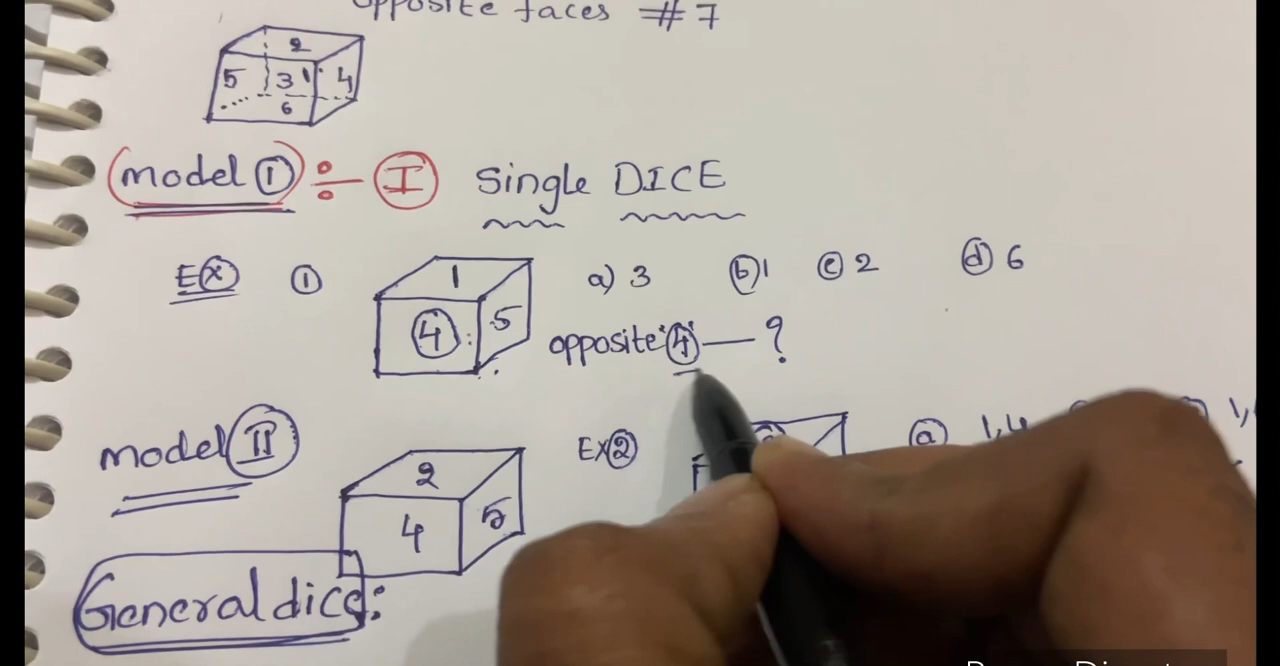 opposite faces # 7
2
5 3 1 4
6
model ① ÷ I Single DICE
Ex ① 1 a) 3 ⓑ 1 ⓒ 2 ⓓ 6
4 5 opposite '4' — ?
model II 2 Ex ② ⓐ 1,4
4 5
General dice: